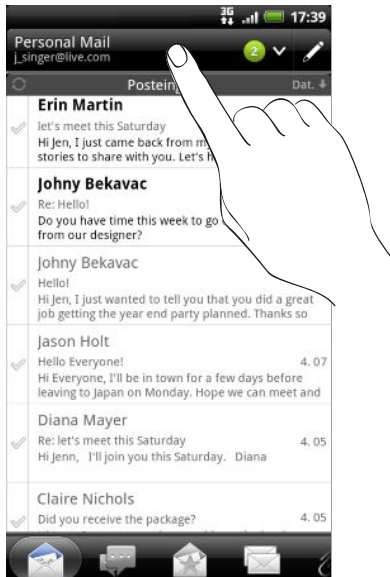 3G 17:39
Personal Mail
j_singer@live.com
2
Dat.
Erin Martin
let's meet this Saturday
Hi Jen, I just came back from
stories to share with you. Let's
Johny Bekavac
Re: Hello!
Do you have time this week to go
from our designer?
Johny Bekavac
Hello!
Hi Jen, I just wanted to tell you that you did a great
job getting the year end party planned. Thanks so
Jason Holt
Hello Everyone! 4. 07
Hi Everyone, I'll be in town for a few days before
leaving to Japan on Monday. Hope we can meet and
Diana Mayer
Re: let's meet this Saturday 4. 05
Hi Jenn, I'll join you this Saturday. Diana
Claire Nichols
Did you receive the package? 4. 05